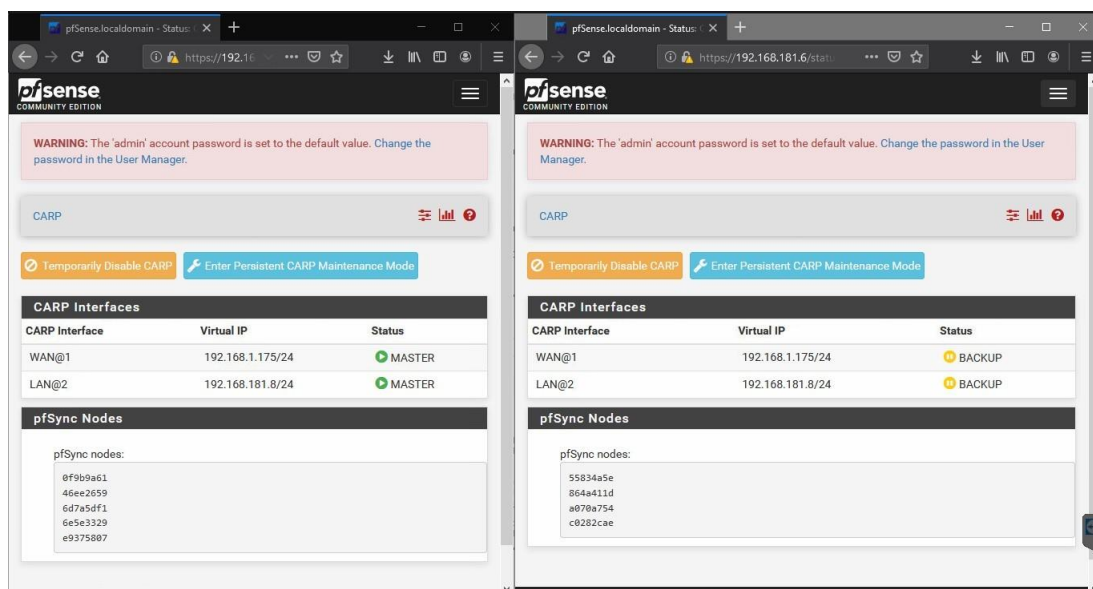 pfSense.localdomain - Status: C
https://192.16
pfsense
COMMUNITY EDITION
WARNING: The 'admin' account password is set to the default value. Change the
password in the User Manager.
CARP
Temporarily Disable CARP
Enter Persistent CARP Maintenance Mode
CARP Interfaces
CARP Interface Virtual IP Status
WAN@1 192.168.1.175/24 MASTER
LAN@2 192.168.181.8/24 MASTER
pfSync Nodes
pfSync nodes:
0f9b9a61
46ee2659
6d7a5df1
6e5e3329
e9375807
pfSense.localdomain - Status: C
https://192.168.181.6/statu
pfsense
COMMUNITY EDITION
WARNING: The 'admin' account password is set to the default value. Change the password in the User
Manager.
CARP
Temporarily Disable CARP
Enter Persistent CARP Maintenance Mode
CARP Interfaces
CARP Interface Virtual IP Status
WAN@1 192.168.1.175/24 BACKUP
LAN@2 192.168.181.8/24 BACKUP
pfSync Nodes
pfSync nodes:
55834a5e
864a411d
a070a754
c0282cae